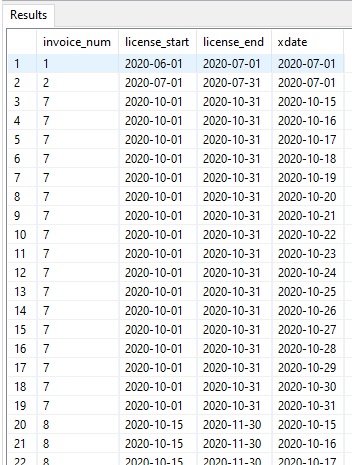 Results
invoice_num license_start license_end xdate
1 1 2020-06-01 2020-07-01 2020-07-01
2 2 2020-07-01 2020-07-31 2020-07-01
3 7 2020-10-01 2020-10-31 2020-10-15
4 7 2020-10-01 2020-10-31 2020-10-16
5 7 2020-10-01 2020-10-31 2020-10-17
6 7 2020-10-01 2020-10-31 2020-10-18
7 7 2020-10-01 2020-10-31 2020-10-19
8 7 2020-10-01 2020-10-31 2020-10-20
9 7 2020-10-01 2020-10-31 2020-10-21
10 7 2020-10-01 2020-10-31 2020-10-22
11 7 2020-10-01 2020-10-31 2020-10-23
12 7 2020-10-01 2020-10-31 2020-10-24
13 7 2020-10-01 2020-10-31 2020-10-25
14 7 2020-10-01 2020-10-31 2020-10-26
15 7 2020-10-01 2020-10-31 2020-10-27
16 7 2020-10-01 2020-10-31 2020-10-28
17 7 2020-10-01 2020-10-31 2020-10-29
18 7 2020-10-01 2020-10-31 2020-10-30
19 7 2020-10-01 2020-10-31 2020-10-31
20 8 2020-10-15 2020-11-30 2020-10-15
21 8 2020-10-15 2020-11-30 2020-10-16
22 8 2020-10-15 2020-11-30 2020-10-17